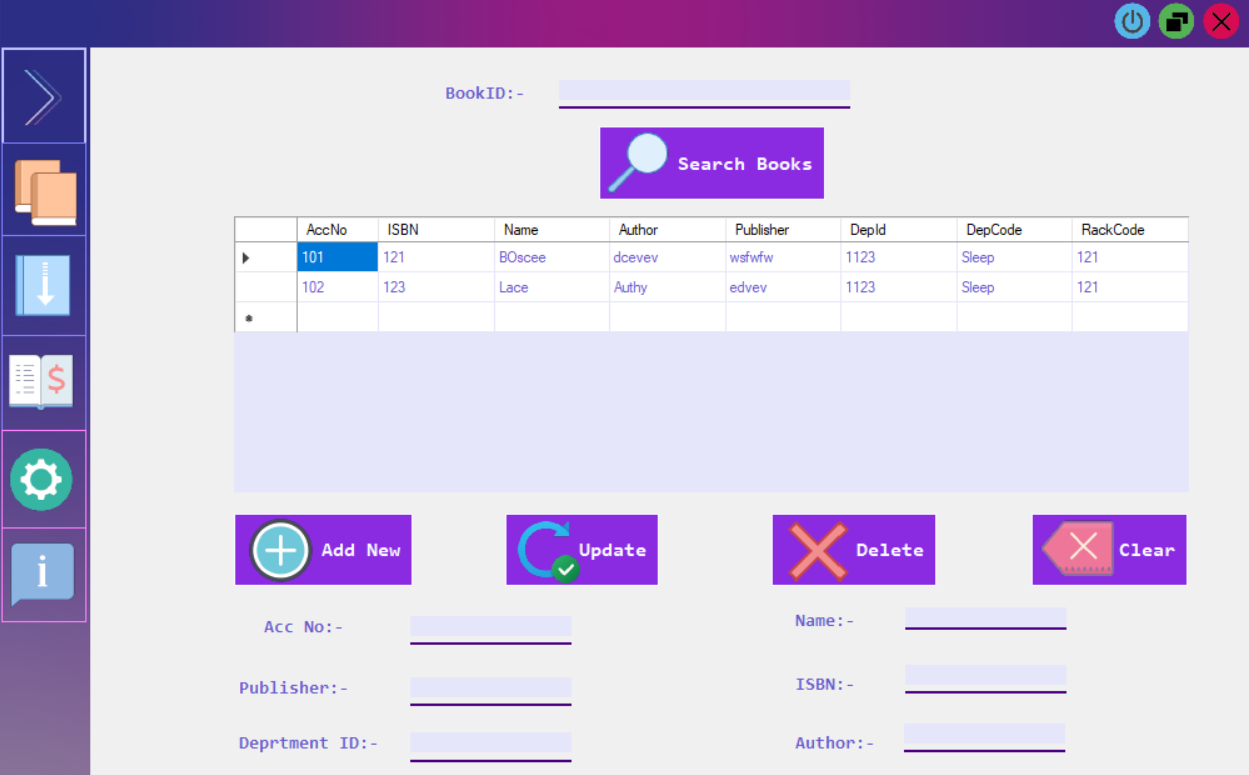 BookID:-
Search Books
AccNo ISBN Name Author Publisher DepId DepCode RackCode
101 121 BOscee dcevev wsfwfw 1123 Sleep 121
102 123 Lace Authy edvev 1123 Sleep 121
Add New Update Delete Clear
Acc No:- Name:-
Publisher:- ISBN:-
Deprtment ID:- Author:-